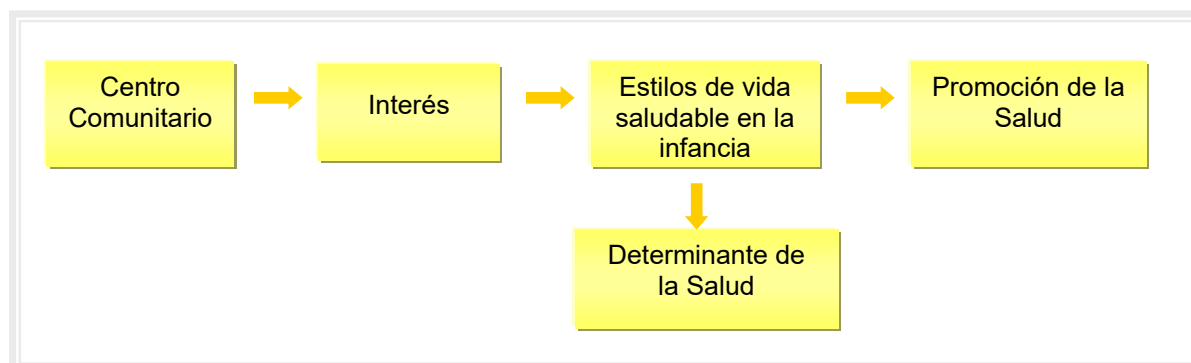 Centro
Comunitario
Interés
Estilos de vida
saludable en la
infancia
Promoción de la
Salud
Determinante de
la Salud